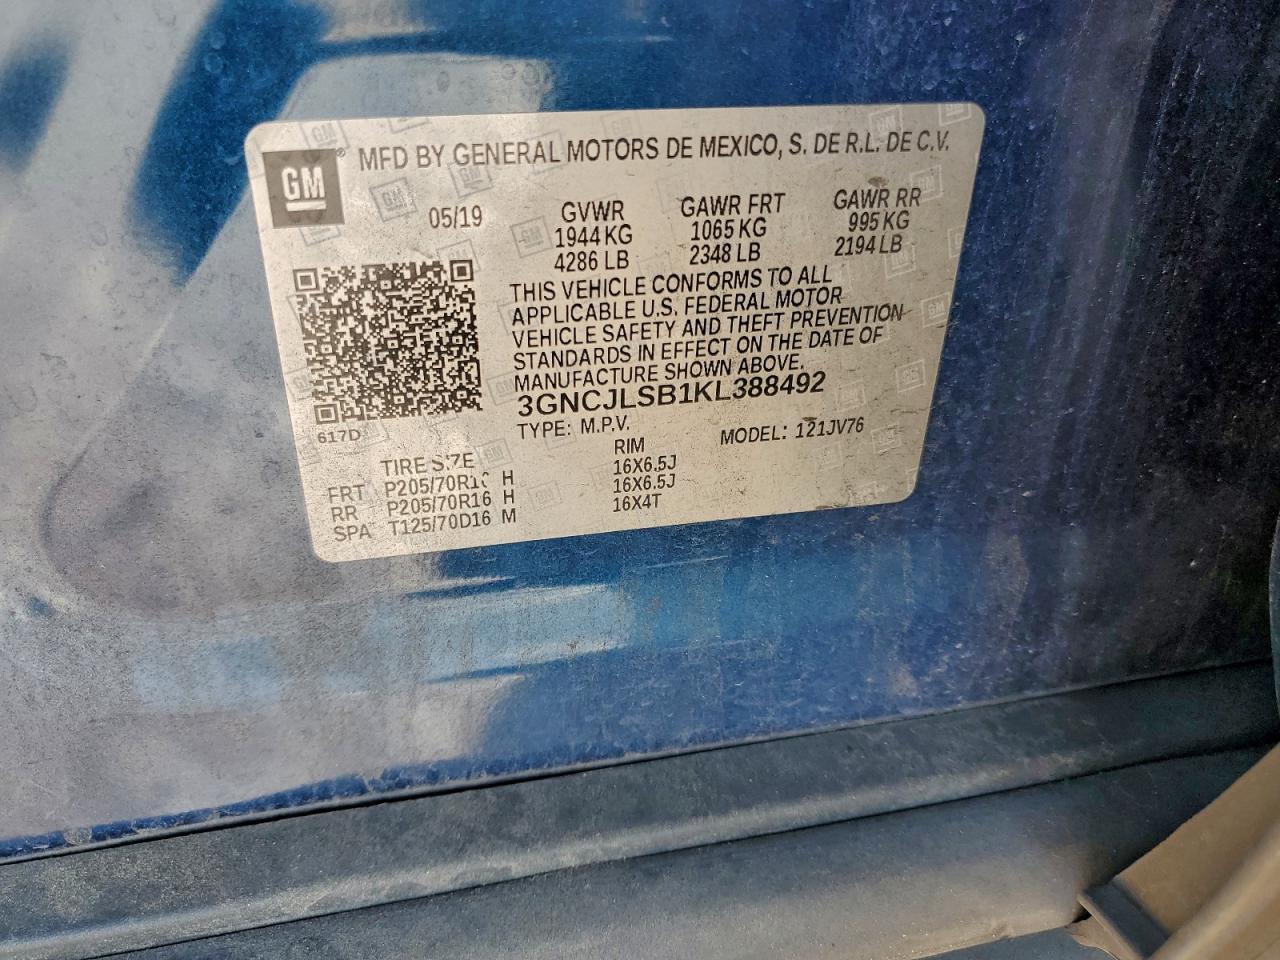 GM ® MFD BY GENERAL MOTORS DE MEXICO, S. DE R.L. DE C.V.
05/19
GVWR GAWR FRT GAWR RR
1944 KG 1065 KG 995 KG
4286 LB 2348 LB 2194 LB
THIS VEHICLE CONFORMS TO ALL
APPLICABLE U.S. FEDERAL MOTOR
VEHICLE SAFETY AND THEFT PREVENTION
STANDARDS IN EFFECT ON THE DATE OF
MANUFACTURE SHOWN ABOVE.
3GNCJLSB1KL388492
617D
TYPE: M.P.V. MODEL: 121JV76
TIRE SIZE RIM
FRT P205/70R16 H 16X6.5J
RR P205/70R16 H 16X6.5J
SPA T125/70D16 M 16X4T